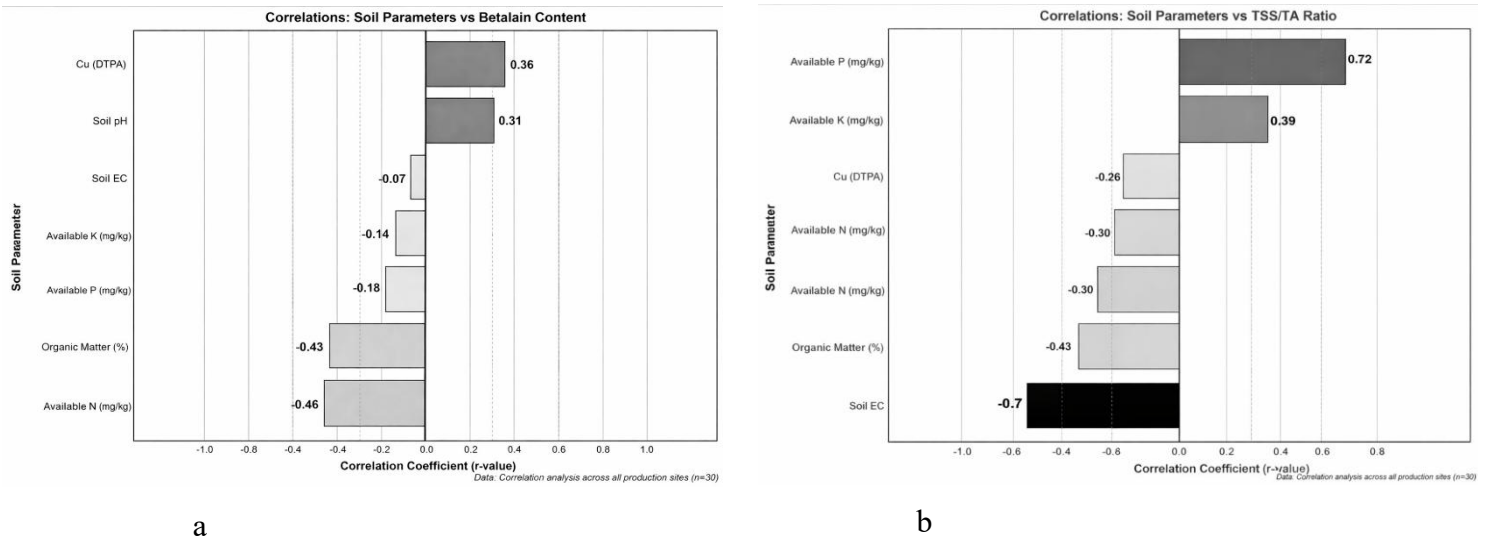 Correlations: Soil Parameters vs Betalain Content
Cu (DTPA)
0.36
Soil pH
0.31
Soil EC
-0.07
Available K (mg/kg)
-0.14
Available P (mg/kg)
-0.18
Organic Matter (%)
-0.43
Available N (mg/kg)
-0.46
Soil Parameter
-1.0 -0.4 -0.6 -0.4 -0.2 0.0 0.2 0.4 0.6 0.8 1.0
Correlation Coefficient (r-value)
Data: Correlation analysis across all production sites (n=30)
a
Correlations: Soil Parameters vs TSS/TA Ratio
Available P (mg/kg)
0.72
Available K (mg/kg)
0.39
Cu (DTPA)
-0.26
Available N (mg/kg)
-0.30
Available N (mg/kg)
-0.30
Organic Matter (%)
-0.43
Soil EC
-0.7
Soil
-1.0 -0.6 -0.4 -0.8 0.0 0.2 0.4 0.6 0.8
Correlation Coefficient (r-value)
Data: Correlation analysis across all production sites (n=30)
b